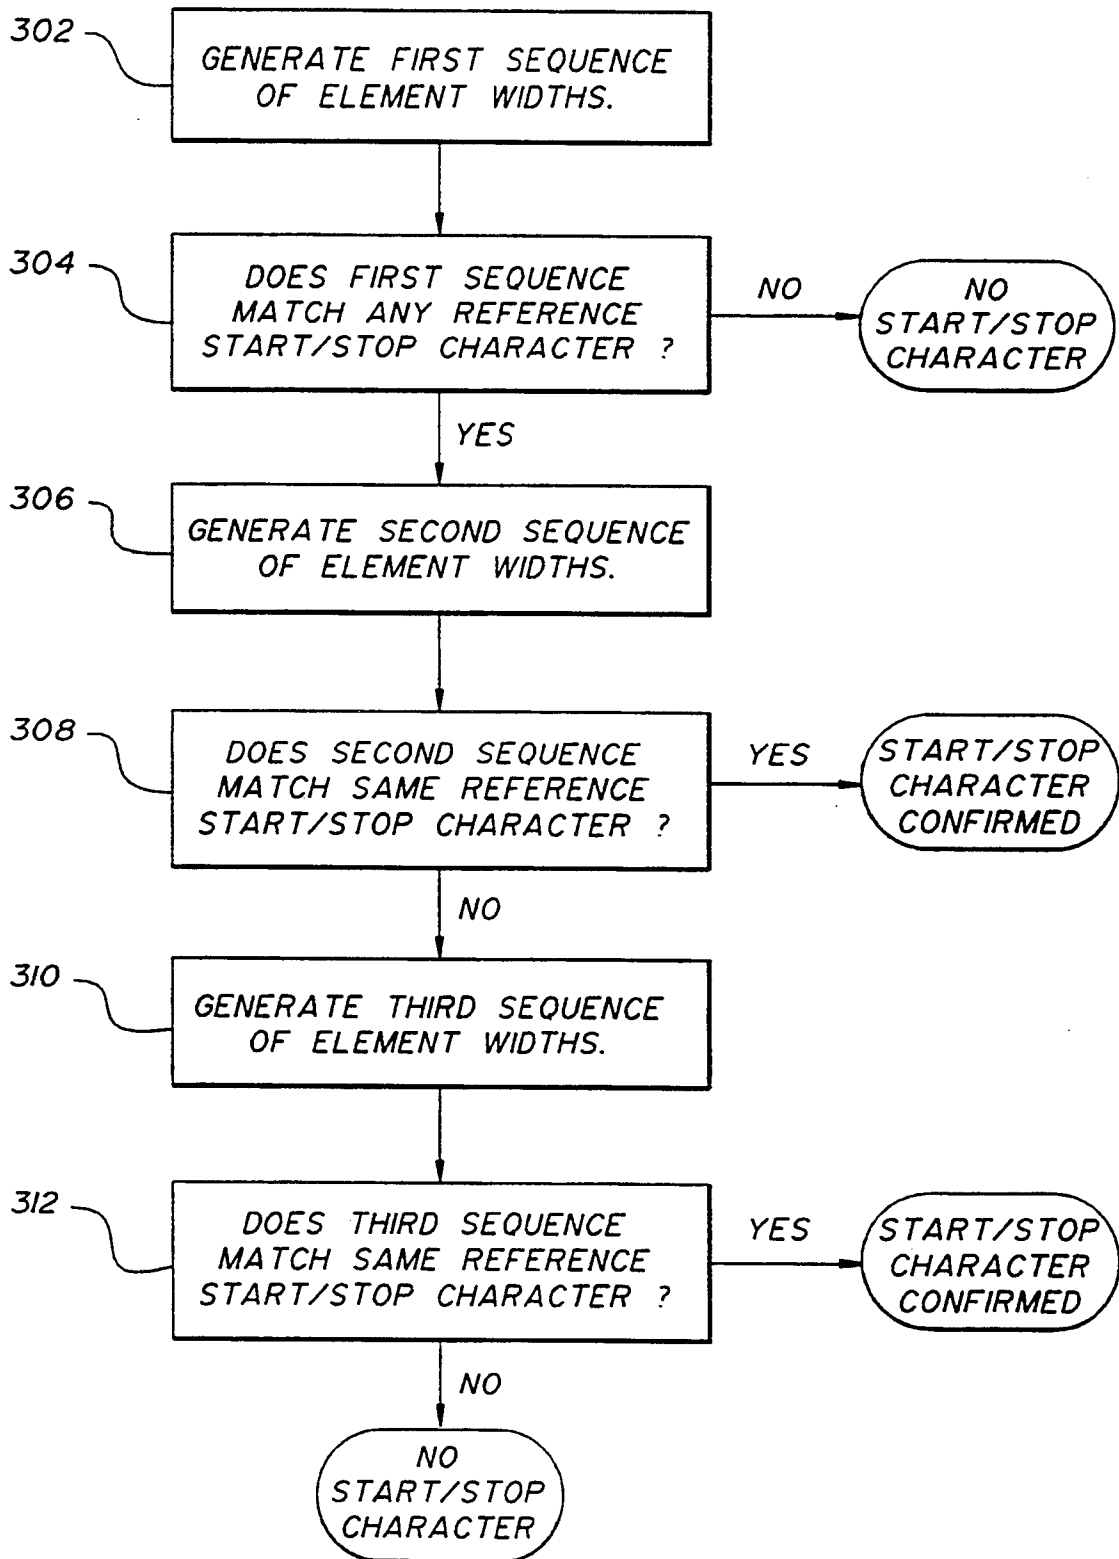 302
GENERATE FIRST SEQUENCE
OF ELEMENT WIDTHS.
304
DOES FIRST SEQUENCE
MATCH ANY REFERENCE
START/STOP CHARACTER ?
NO
NO
START/STOP
CHARACTER
YES
306
GENERATE SECOND SEQUENCE
OF ELEMENT WIDTHS.
308
DOES SECOND SEQUENCE
MATCH SAME REFERENCE
START/STOP CHARACTER ?
YES
START/STOP
CHARACTER
CONFIRMED
NO
310
GENERATE THIRD SEQUENCE
OF ELEMENT WIDTHS.
312
DOES THIRD SEQUENCE
MATCH SAME REFERENCE
START/STOP CHARACTER ?
YES
START/STOP
CHARACTER
CONFIRMED
NO
NO
START/STOP
CHARACTER